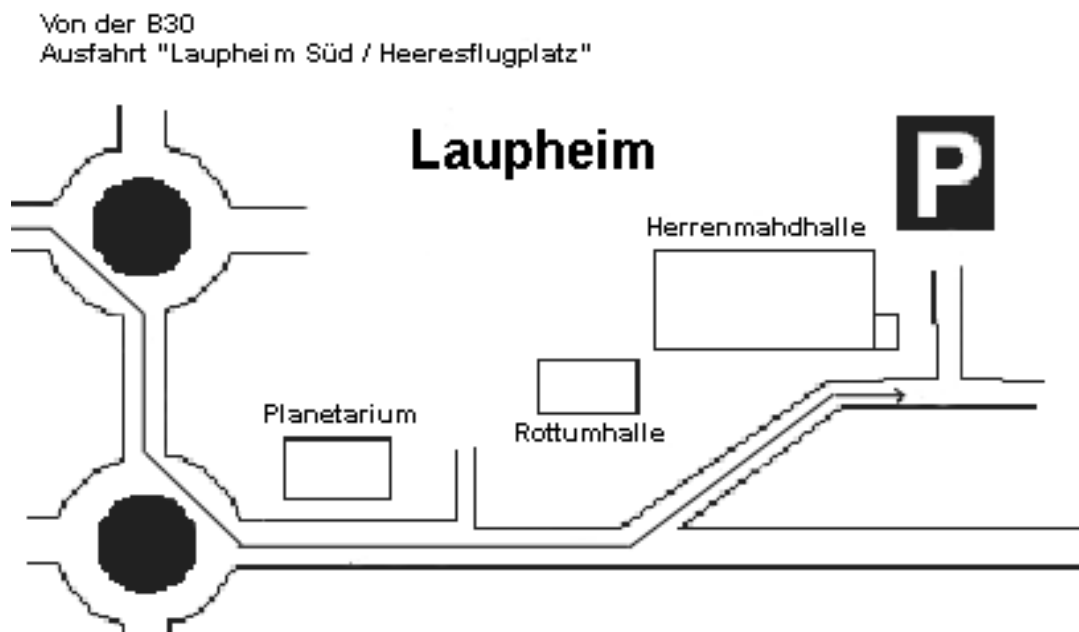 Von der B30
Ausfahrt "Laupheim Süd / Heeresflugplatz"
Laupheim
P
Herrenmahdhalle
Planetarium
Rottumhalle